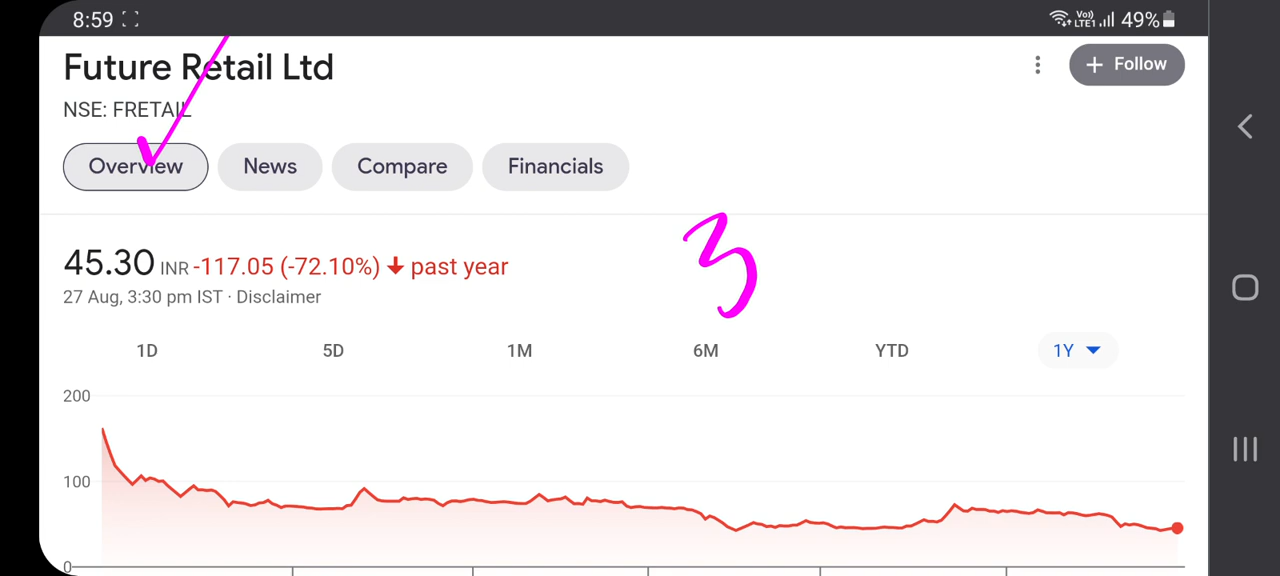 8:59 Vo) LTE1 49%
Future Retail Ltd
+ Follow
NSE: FRETAIL
Overview News Compare Financials
3
45.30 INR -117.05 (-72.10%) ↓ past year
27 Aug, 3:30 pm IST · Disclaimer
1D 5D 1M 6M YTD 1Y
200
100
0